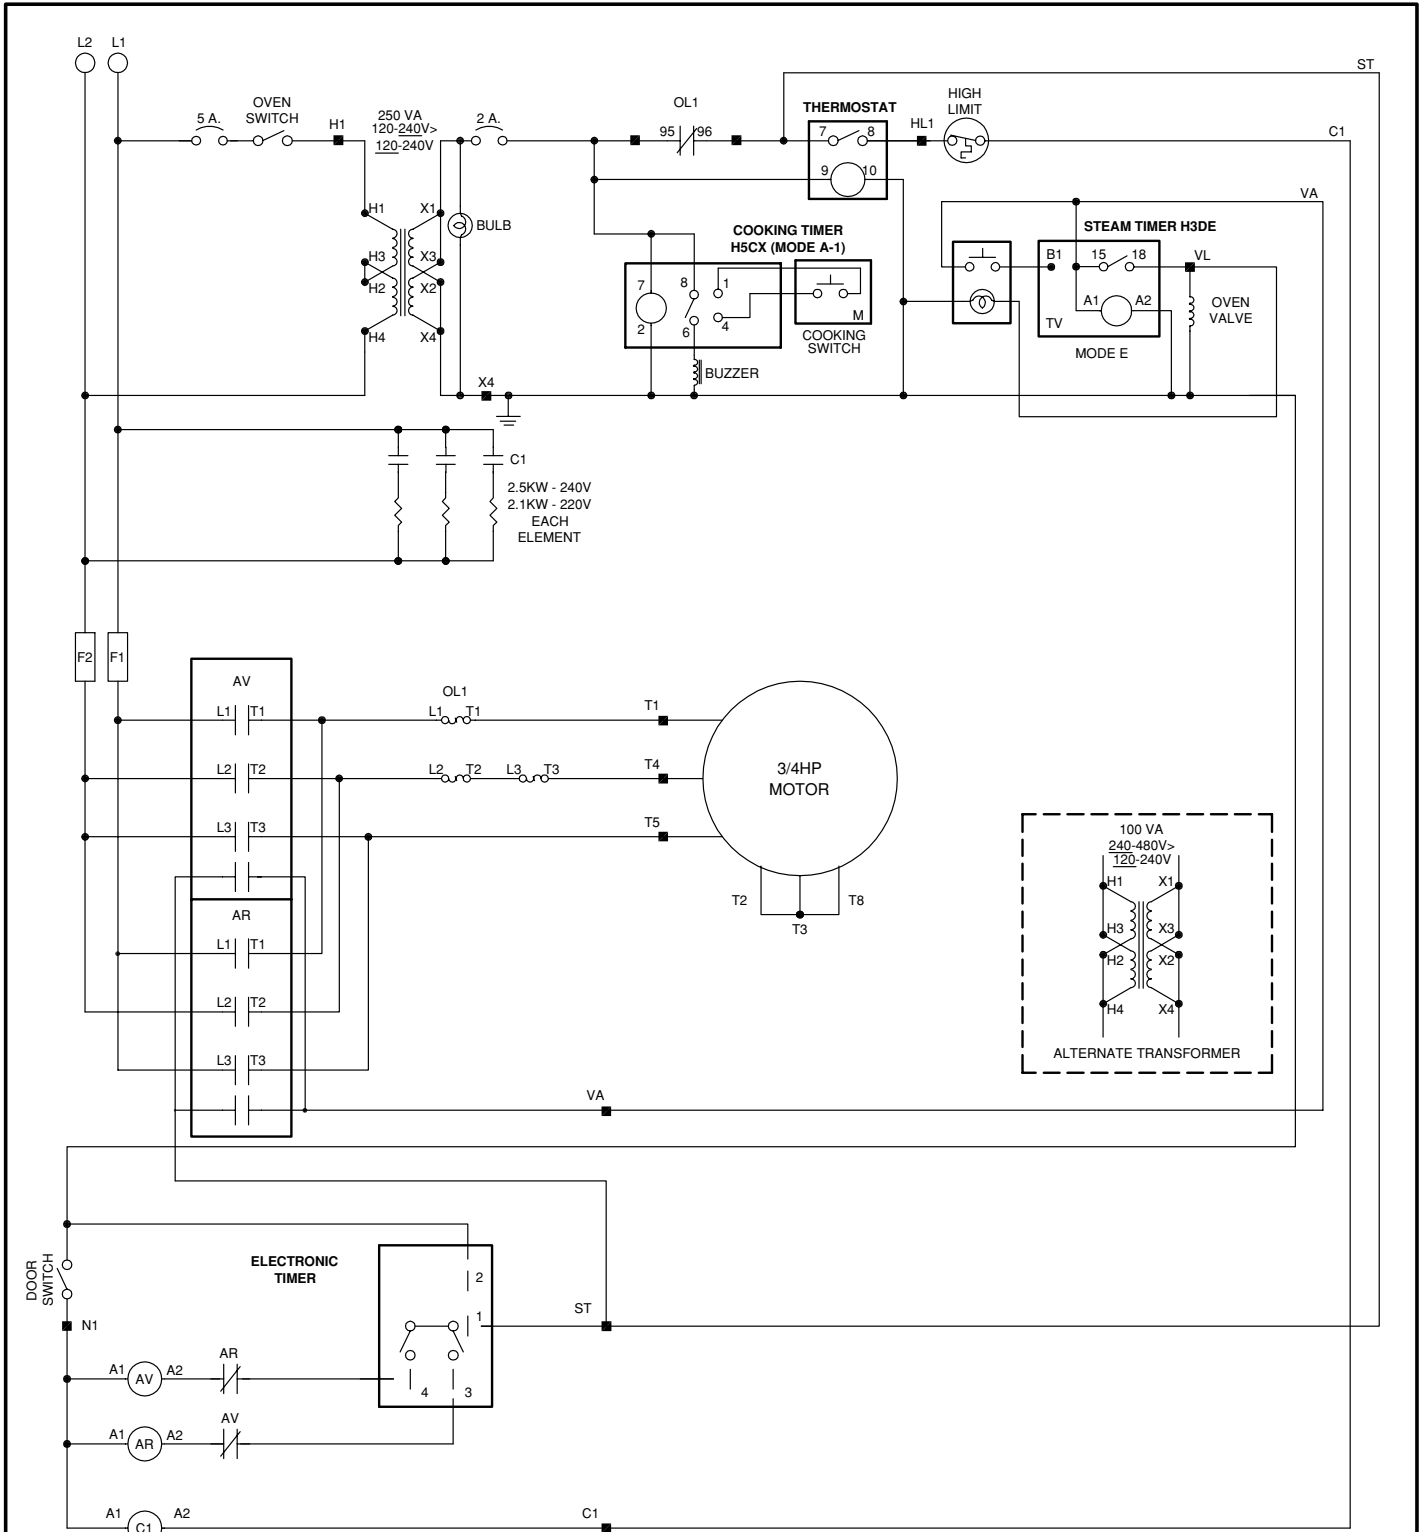 L2
L1
ST
5 A.
OVEN
SWITCH
H1
250 VA
120-240V>
120-240V
2 A.
OL1
95
96
THERMOSTAT
7
8
9
10
HL1
HIGH
LIMIT
C1
VA
H1
H3
H2
H4
X1
X3
X2
X4
BULB
COOKING TIMER
H5CX (MODE A-1)
7
2
8
6
1
4
M
COOKING
SWITCH
BUZZER
STEAM TIMER H3DE
B1
15
18
A1
A2
TV
MODE E
VL
OVEN
VALVE
X4
C1
2.5KW - 240V
2.1KW - 220V
EACH
ELEMENT
F2
F1
AV
L1
T1
L2
T2
L3
T3
OL1
L1
T1
L2
T2
L3
T3
T1
T4
T5
3/4HP
MOTOR
T2
T8
T3
AR
L1
T1
L2
T2
L3
T3
100 VA
240-480V>
120-240V
H1
X1
H3
X3
H2
X2
H4
X4
ALTERNATE TRANSFORMER
VA
DOOR
SWITCH
ELECTRONIC
TIMER
2
1
4
3
ST
N1
A1
AV
A2
AR
A1
AR
A2
AV
A1
C1
A2
C1